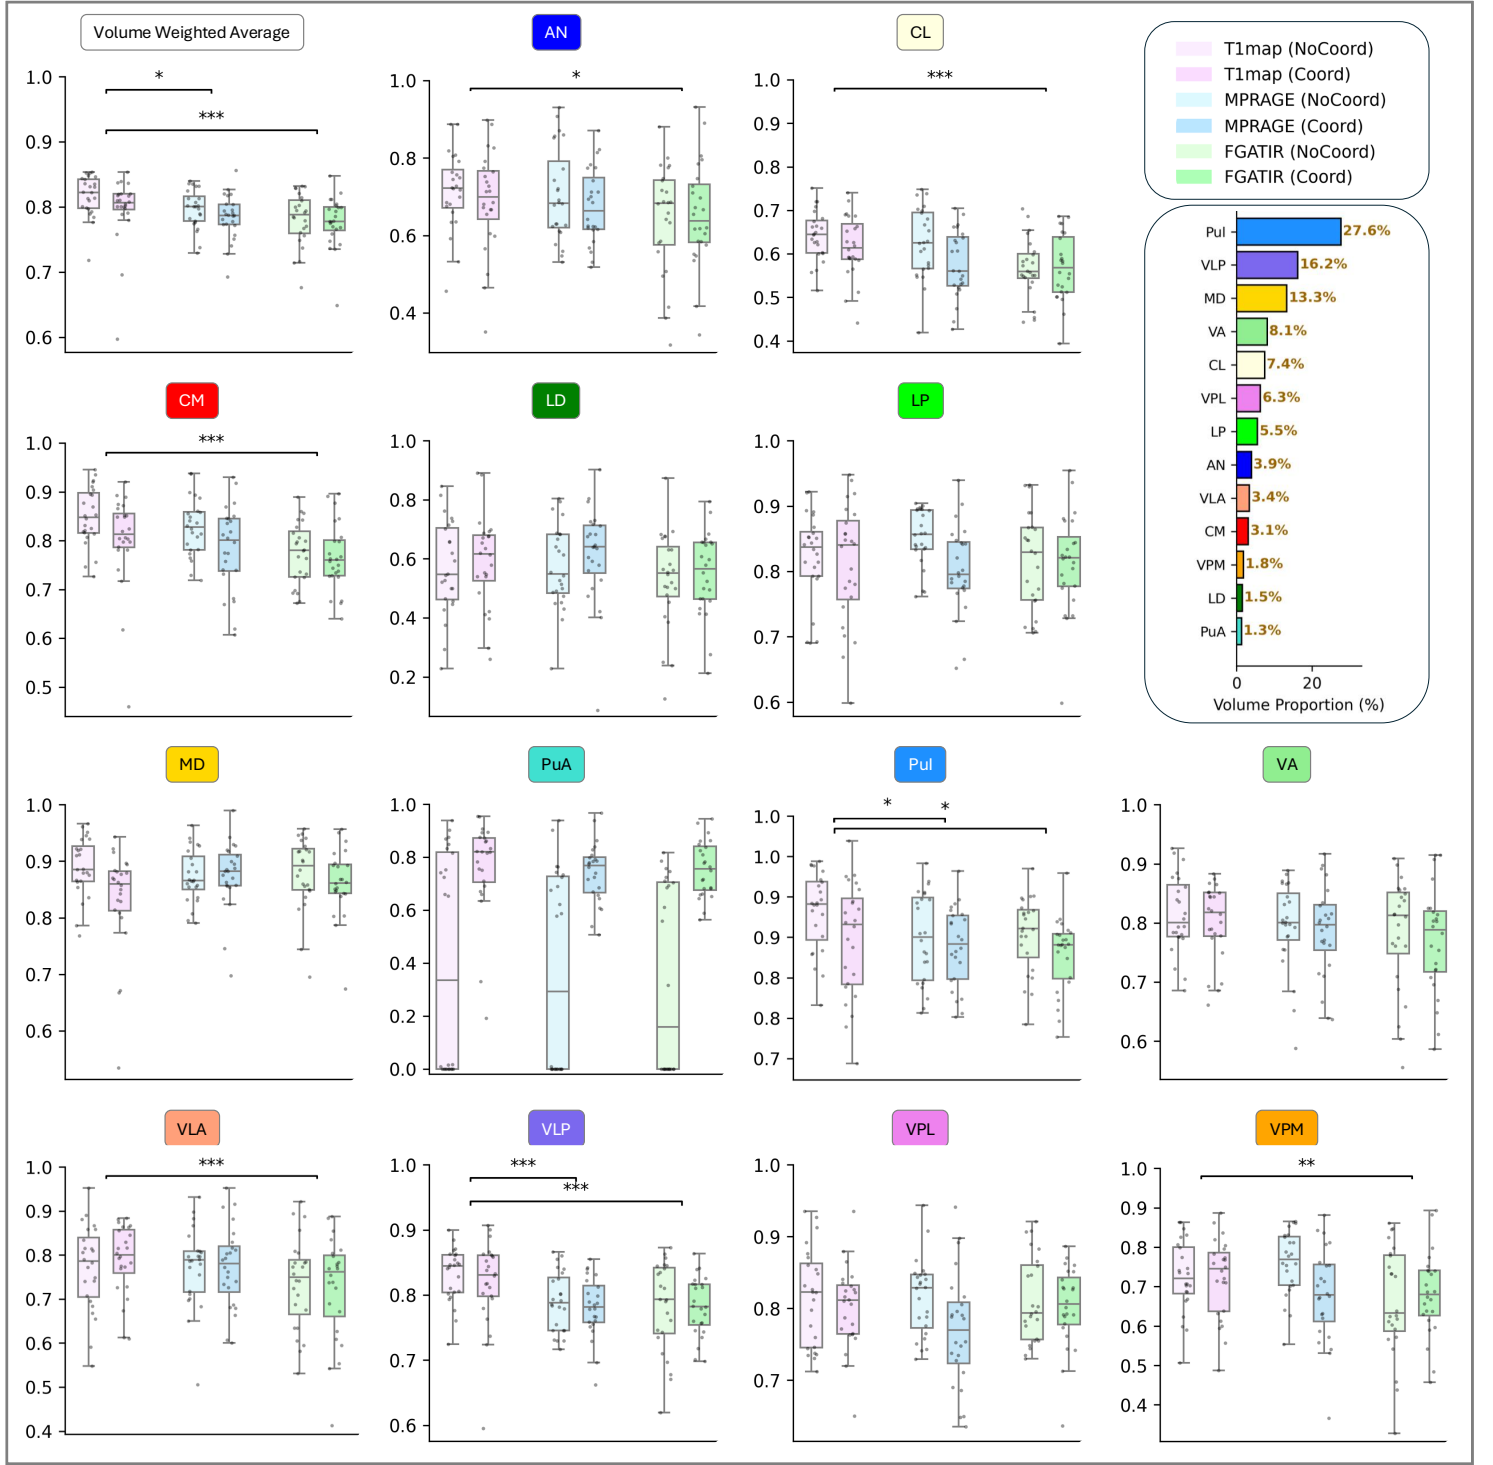 Volume Weighted Average
1.0
0.9
0.8
0.7
0.6
*
***
AN
1.0
0.8
0.6
0.4
*
CL
1.0
0.9
0.8
0.7
0.6
0.5
0.4
***
T1map (NoCoord)
T1map (Coord)
MPRAGE (NoCoord)
MPRAGE (Coord)
FGATIR (NoCoord)
FGATIR (Coord)
Pul 27.6%
VLP 16.2%
MD 13.3%
VA 8.1%
CL 7.4%
VPL 6.3%
LP 5.5%
AN 3.9%
VLA 3.4%
CM 3.1%
VPM 1.8%
LD 1.5%
PuA 1.3%
0 20
Volume Proportion (%)
CM
1.0
0.9
0.8
0.7
0.6
0.5
***
LD
1.0
0.8
0.6
0.4
0.2
LP
1.0
0.9
0.8
0.7
0.6
MD
1.0
0.9
0.8
0.7
0.6
PuA
1.0
0.8
0.6
0.4
0.2
0.0
Pul
* *
1.0
1.0
0.9
0.9
0.8
0.8
0.7
VA
1.0
0.9
0.8
0.7
0.6
VLA
1.0
0.9
0.8
0.7
0.6
0.5
0.4
***
VLP
1.0
0.9
0.8
0.7
0.6
***
***
VPL
1.0
0.9
0.8
0.7
VPM
1.0
0.9
0.8
0.7
0.6
0.5
0.4
**